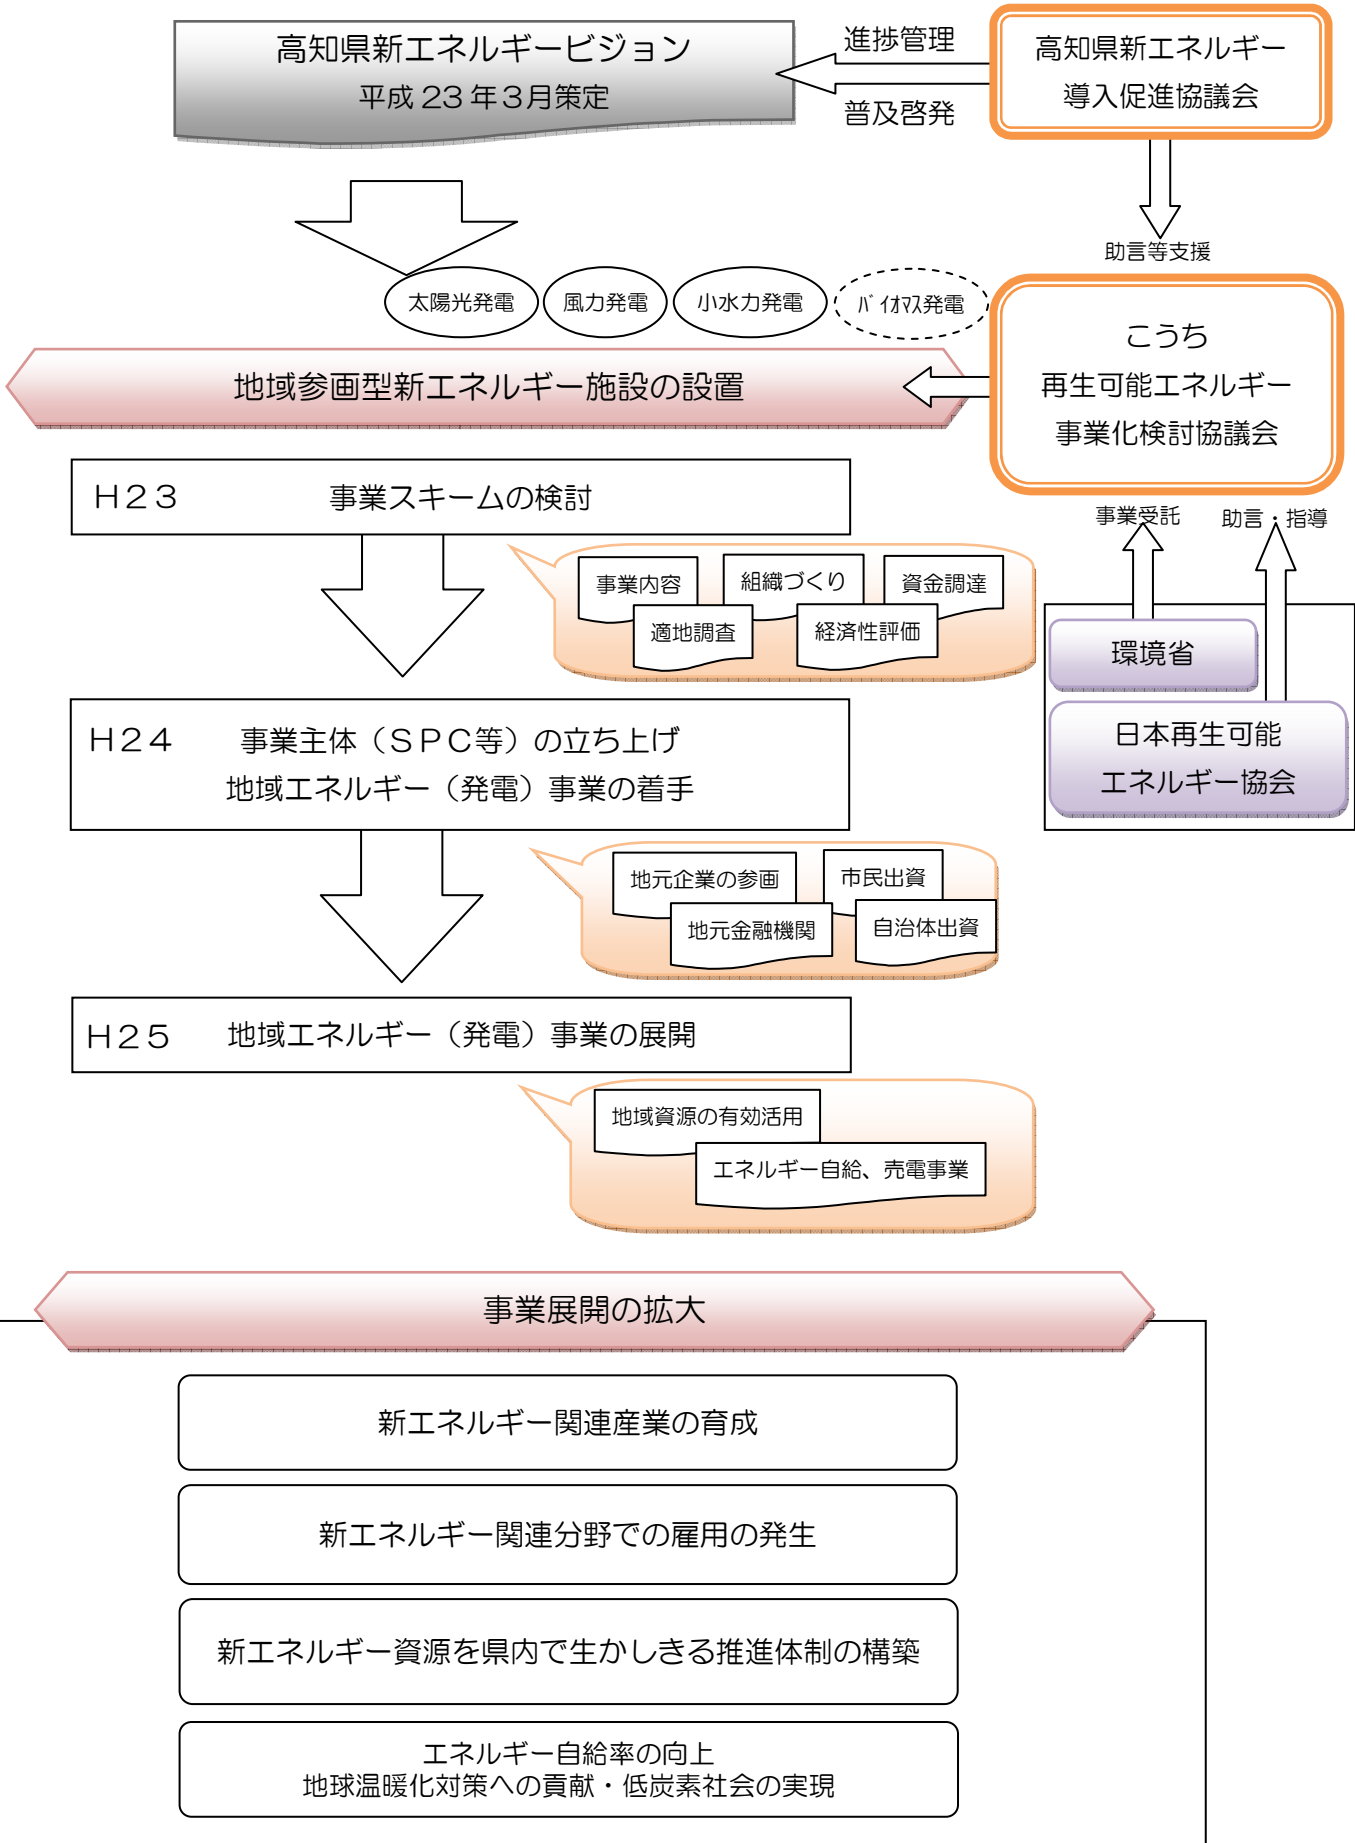 高知県新エネルギービジョン
平成 23 年３月策定
進捗管理
普及啓発
高知県新エネルギー
導入促進協議会
助言等支援
太陽光発電
風力発電
小水力発電
ﾊﾞｲｵﾏｽ発電
こうち
再生可能エネルギー
事業化検討協議会
地域参画型新エネルギー施設の設置
Ｈ２３　事業スキームの検討
事業受託
助言・指導
事業内容
組織づくり
資金調達
適地調査
経済性評価
環境省
日本再生可能
エネルギー協会
Ｈ２４　事業主体（ＳＰＣ等）の立ち上げ
地域エネルギー（発電）事業の着手
地元企業の参画
市民出資
地元金融機関
自治体出資
Ｈ２５　地域エネルギー（発電）事業の展開
地域資源の有効活用
エネルギー自給、売電事業
事業展開の拡大
新エネルギー関連産業の育成
新エネルギー関連分野での雇用の発生
新エネルギー資源を県内で生かしきる推進体制の構築
エネルギー自給率の向上
地球温暖化対策への貢献・低炭素社会の実現